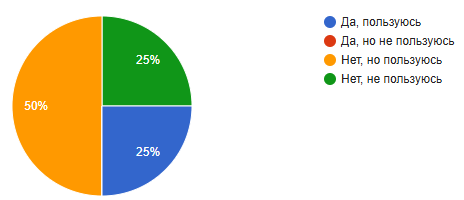 Да, пользуюсь
Да, но не пользуюсь
Нет, но пользуюсь
Нет, не пользуюсь
25%
50%
25%